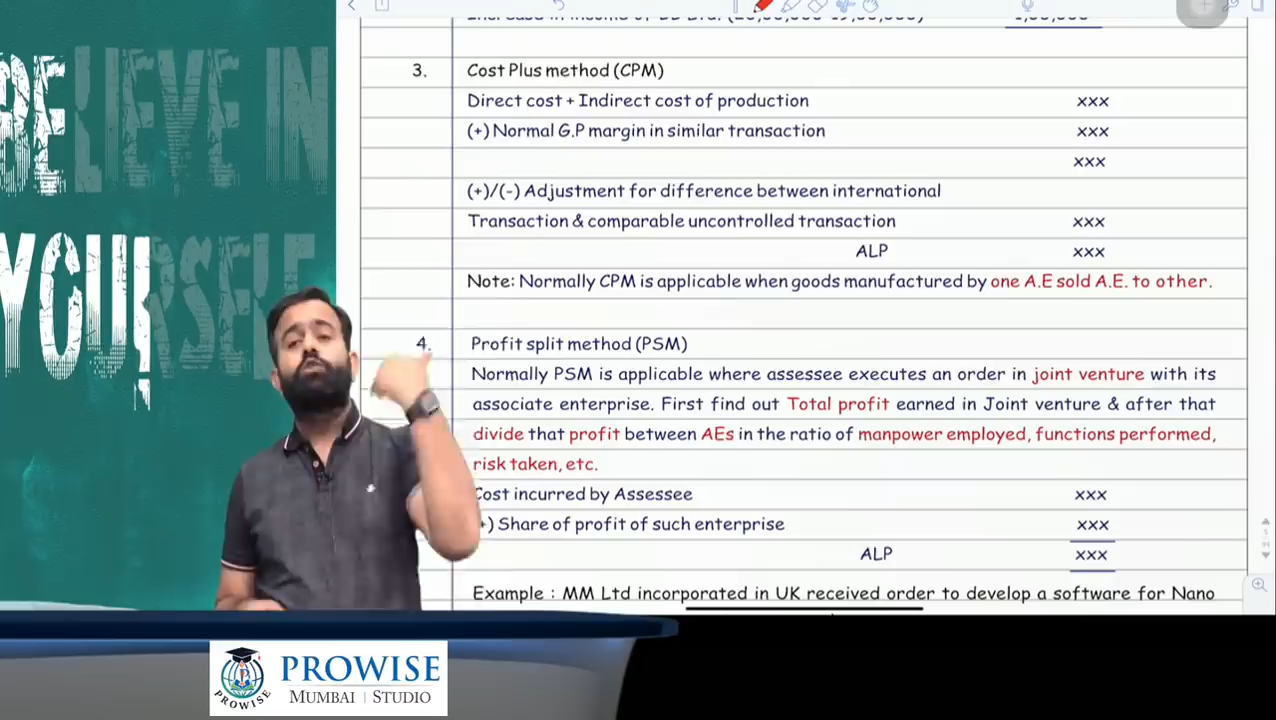 BELIEVE IN
YOURSELF
3. Cost Plus method (CPM)
Direct cost + Indirect cost of production xxx
(+) Normal G.P margin in similar transaction xxx
xxx
(+)/(-) Adjustment for difference between international
Transaction & comparable uncontrolled transaction xxx
ALP xxx
Note: Normally CPM is applicable when goods manufactured by one A.E sold A.E. to other.
4. Profit split method (PSM)
Normally PSM is applicable where assessee executes an order in joint venture with its
associate enterprise. First find out Total profit earned in Joint venture & after that
divide that profit between AEs in the ratio of manpower employed, functions performed,
risk taken, etc.
Cost incurred by Assessee xxx
+) Share of profit of such enterprise xxx
ALP xxx
Example : MM Ltd incorporated in UK received order to develop a software for Nano
PROWISE
PROWISE
MUMBAI | STUDIO